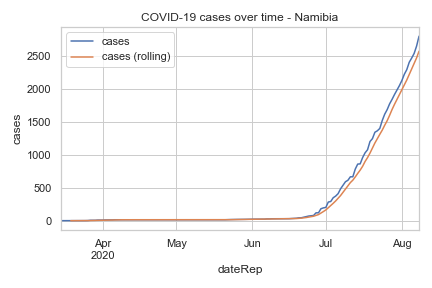 COVID-19 cases over time - Namibia
cases
cases (rolling)
cases
2500
2000
1500
1000
500
0
Apr
2020
May
Jun
Jul
Aug
dateRep